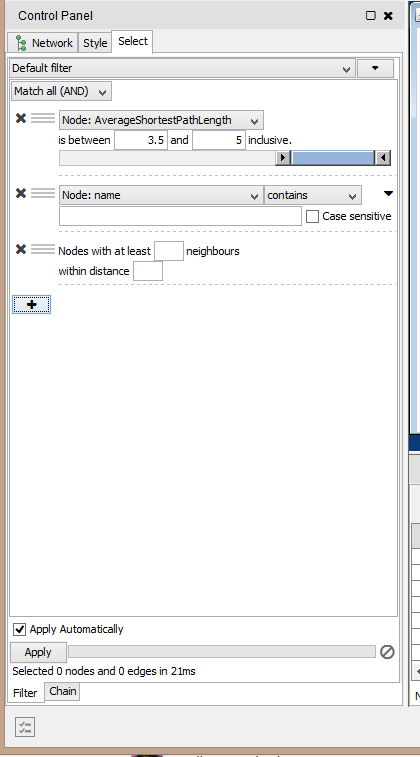 Control Panel
Network Style Select
Default filter
Match all (AND)
Node: AverageShortestPathLength
is between 3.5 and 5 inclusive.
Node: name contains
Case sensitive
Nodes with at least neighbours
within distance
Apply Automatically
Apply
Selected 0 nodes and 0 edges in 21ms
Filter Chain